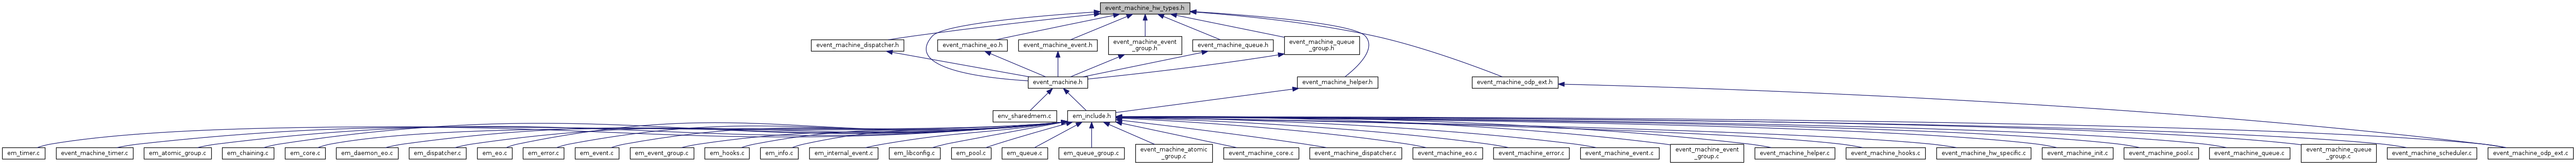 event_machine_hw_types.h
event_machine_dispatcher.h
event_machine_eo.h
event_machine_event.h
event_machine_event
_group.h
event_machine_queue.h
event_machine_queue
_group.h
event_machine.h
event_machine_helper.h
event_machine_odp_ext.h
env_sharedmem.c
em_include.h
em_timer.c
event_machine_timer.c
em_atomic_group.c
em_chaining.c
em_core.c
em_daemon_eo.c
em_dispatcher.c
em_eo.c
em_error.c
em_event.c
em_event_group.c
em_hooks.c
em_info.c
em_internal_event.c
em_libconfig.c
em_pool.c
em_queue.c
em_queue_group.c
event_machine_atomic
_group.c
event_machine_core.c
event_machine_dispatcher.c
event_machine_eo.c
event_machine_error.c
event_machine_event.c
event_machine_event
_group.c
event_machine_helper.c
event_machine_hooks.c
event_machine_hw_specific.c
event_machine_init.c
event_machine_pool.c
event_machine_queue.c
event_machine_queue
_group.c
event_machine_scheduler.c
event_machine_odp_ext.c